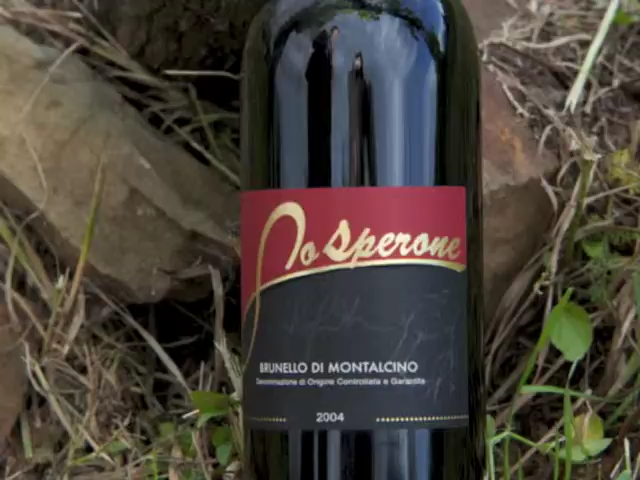 Lo Sperone
BRUNELLO DI MONTALCINO
Denominazione di Origine Controllata e Garantita
2004